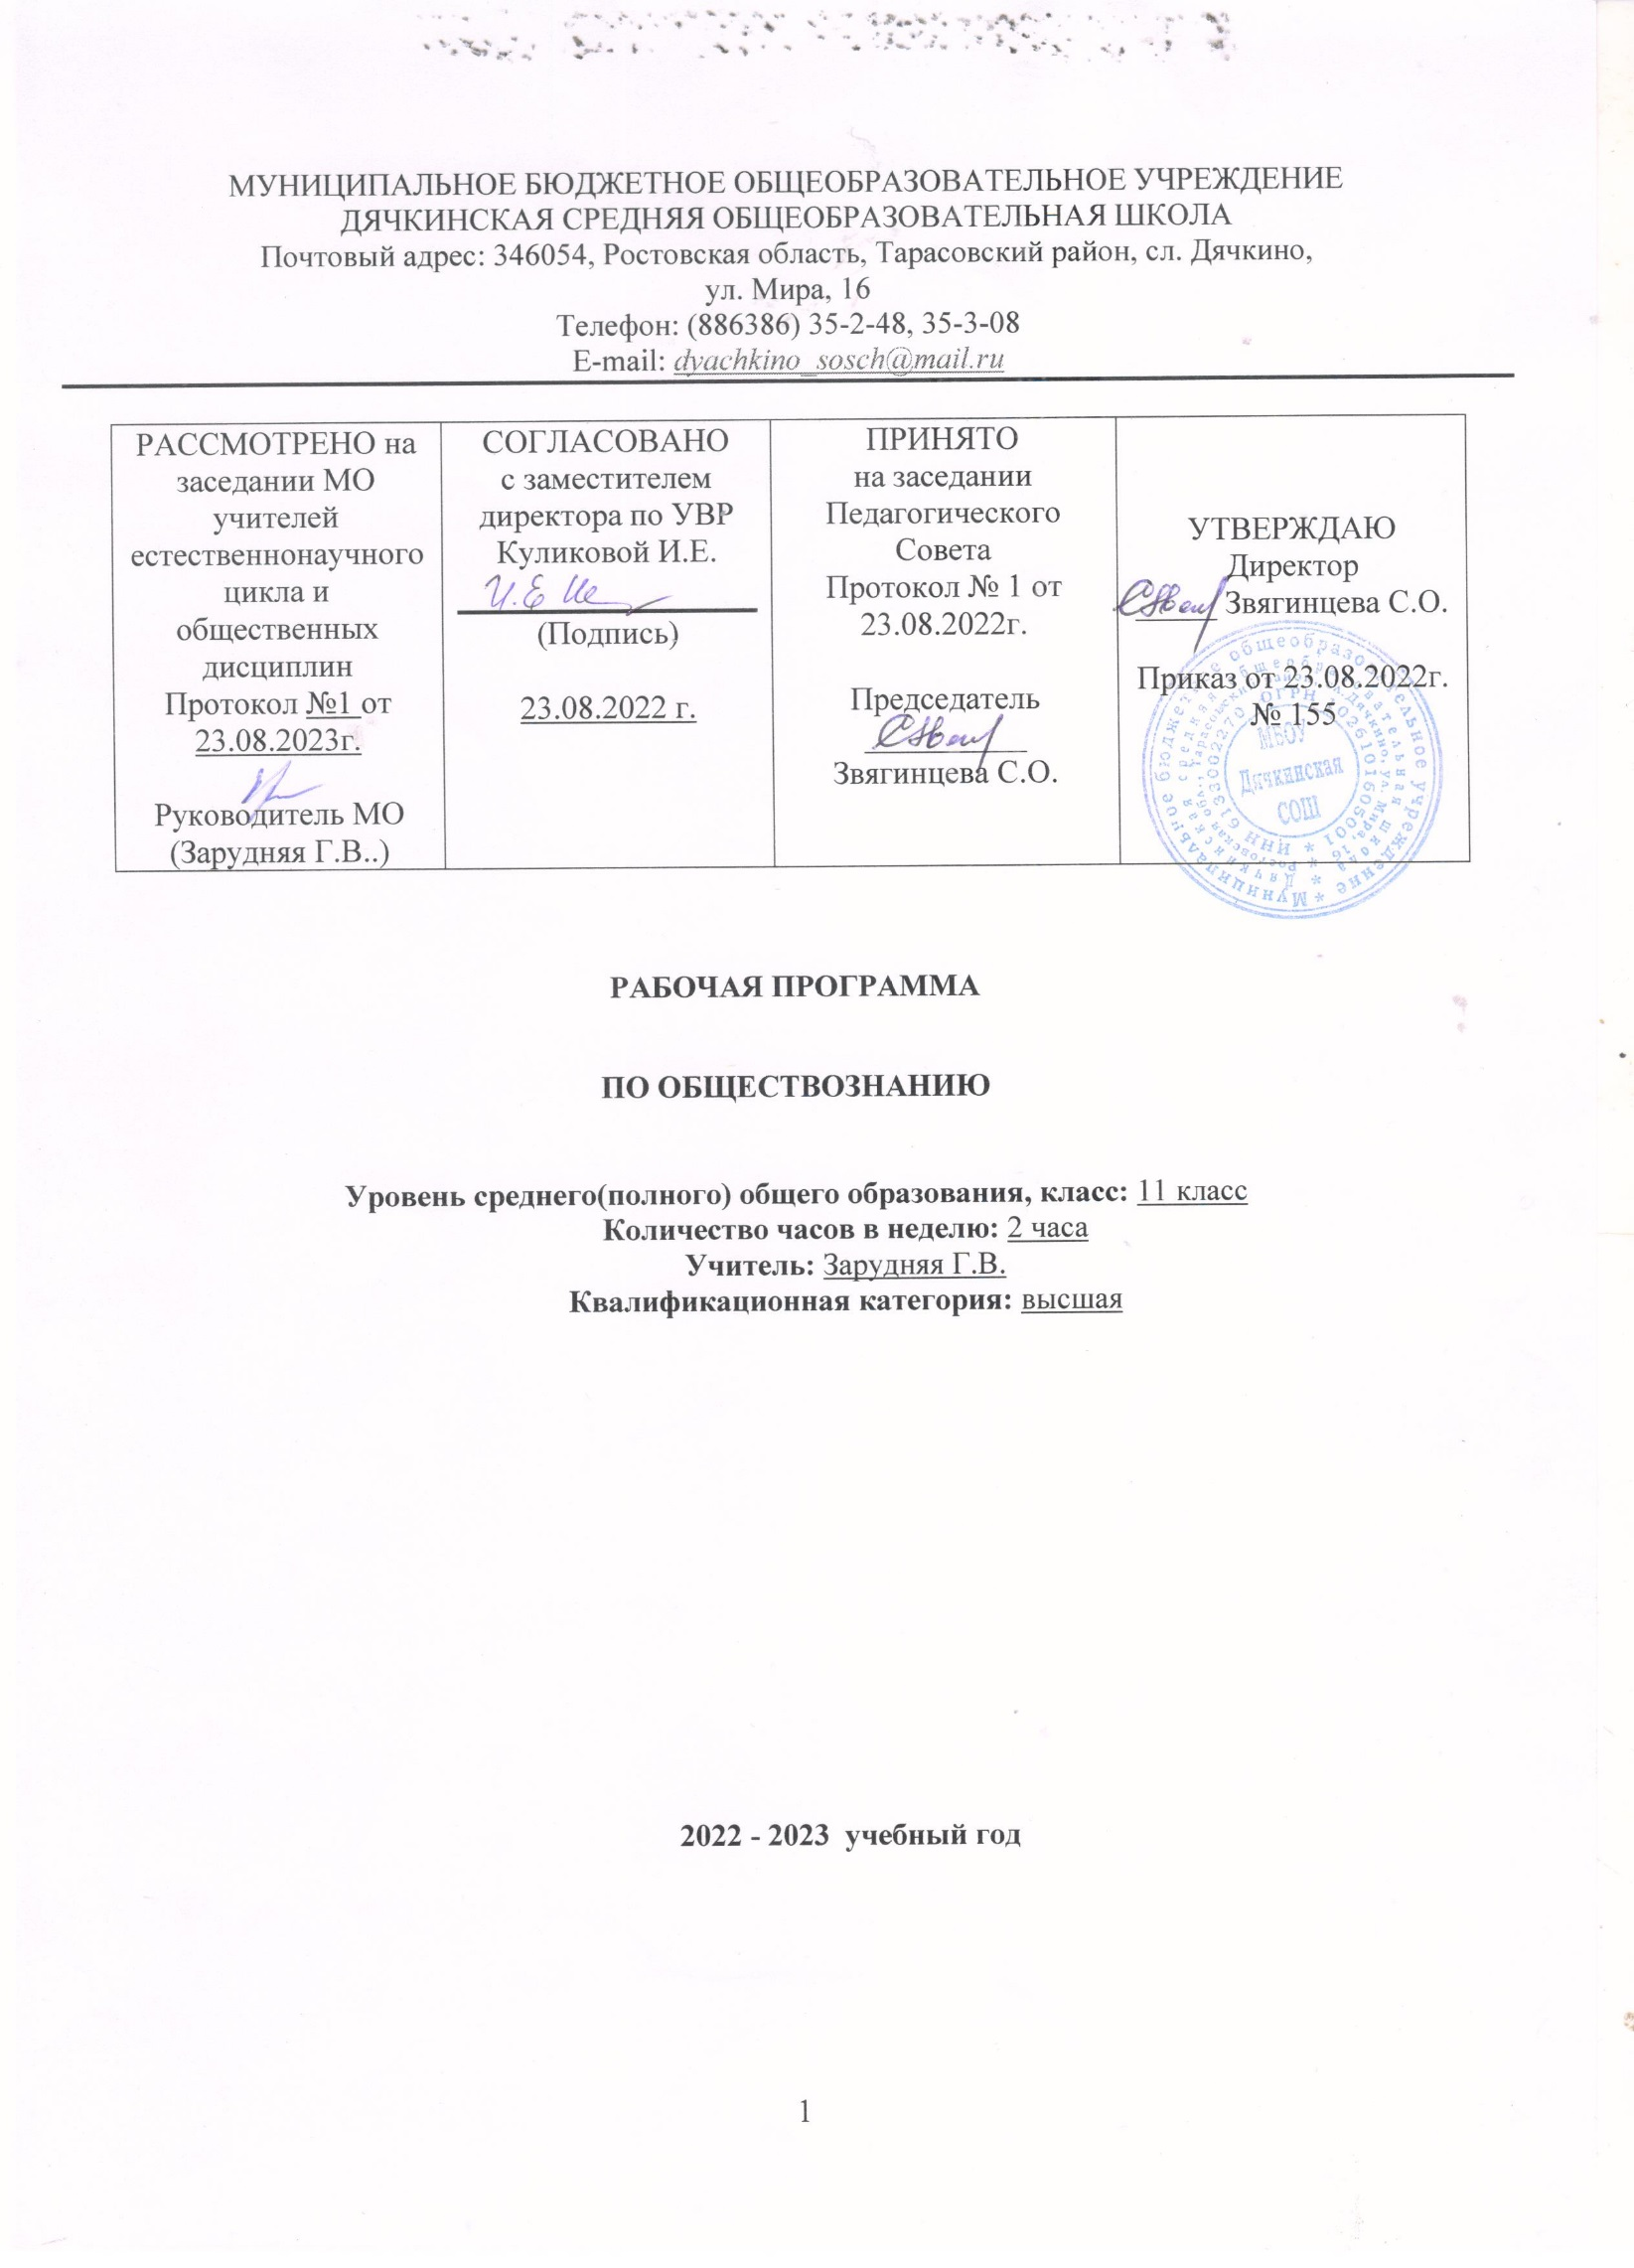 МУНИЦИПАЛЬНОЕ БЮДЖЕТНОЕ ОБЩЕОБРАЗОВАТЕЛЬНОЕ УЧРЕЖДЕНИЕ
ДЯЧКИНСКАЯ СРЕДНЯЯ ОБЩЕОБРАЗОВАТЕЛЬНАЯ ШКОЛА
Почтовый адрес: 346054, Ростовская область, Тарасовский район, сл. Дячкино,
ул. Мира, 16
Телефон: (886386) 35-2-48, 35-3-08
E-mail: dyachkino_sosch@mail.ru
РАССМОТРЕНО на
заседании МО
учителей
естественнонаучного
цикла и
общественных
дисциплин
Протокол №1 от
23.08.2023г.
Руководитель МО
(Зарудняя Г.В..)
СОГЛАСОВАНО
с заместителем
директора по УВР
Куликовой И.Е.
(Подпись)
23.08.2022 г.
ПРИНЯТО
на заседании
Педагогического
Совета
Протокол № 1 от
23.08.2022г.
Председатель
Звягинцева С.О.
УТВЕРЖДАЮ
Директор
Звягинцева С.О.
Приказ от 23.08.2022г.
№ 155
Муниципальное бюджетное общеобразовательное учреждение
МБОУ
Дячкинская
СОШ
РАБОЧАЯ ПРОГРАММА
ПО ОБЩЕСТВОЗНАНИЮ
Уровень среднего(полного) общего образования, класс: 11 класс
Количество часов в неделю: 2 часа
Учитель: Зарудняя Г.В.
Квалификационная категория: высшая
2022 - 2023 учебный год
1